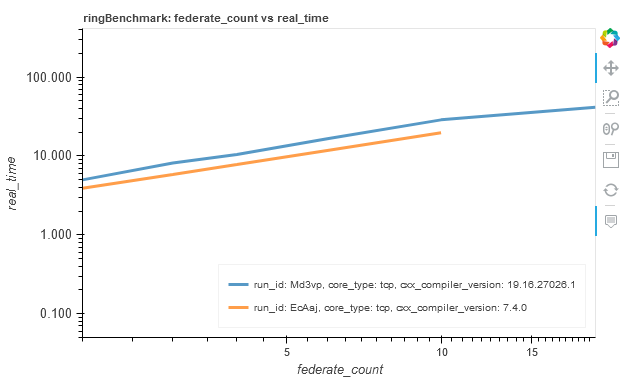 ringBenchmark: federate_count vs real_time
100.000
10.000
1.000
0.100
real_time
run_id: Md3vp, core_type: tcp, cxx_compiler_version: 19.16.27026.1
run_id: EcAaj, core_type: tcp, cxx_compiler_version: 7.4.0
5
10
15
federate_count